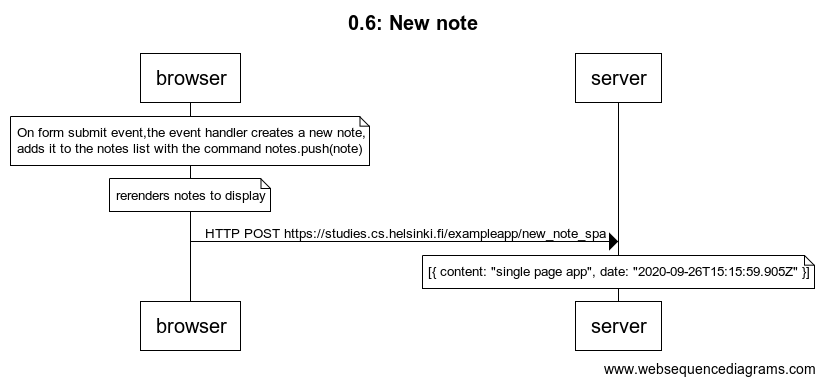 0.6: New note
browser
server
On form submit event,the event handler creates a new note,
adds it to the notes list with the command notes.push(note)
rerenders notes to display
HTTP POST https://studies.cs.helsinki.fi/exampleapp/new_note_spa
[{ content: "single page app", date: "2020-09-26T15:15:59.905Z" }]
browser
server
www.websequencediagrams.com